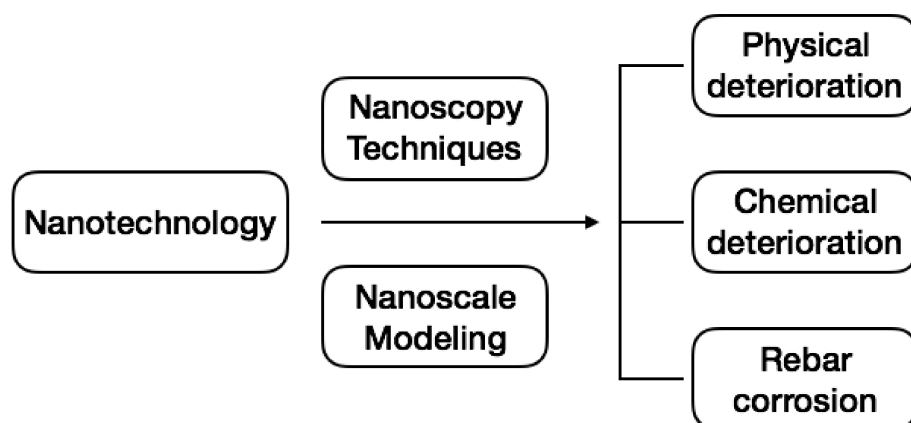 Nanotechnology
Nanoscopy
Techniques
Nanoscale
Modeling
Physical
deterioration
Chemical
deterioration
Rebar
corrosion